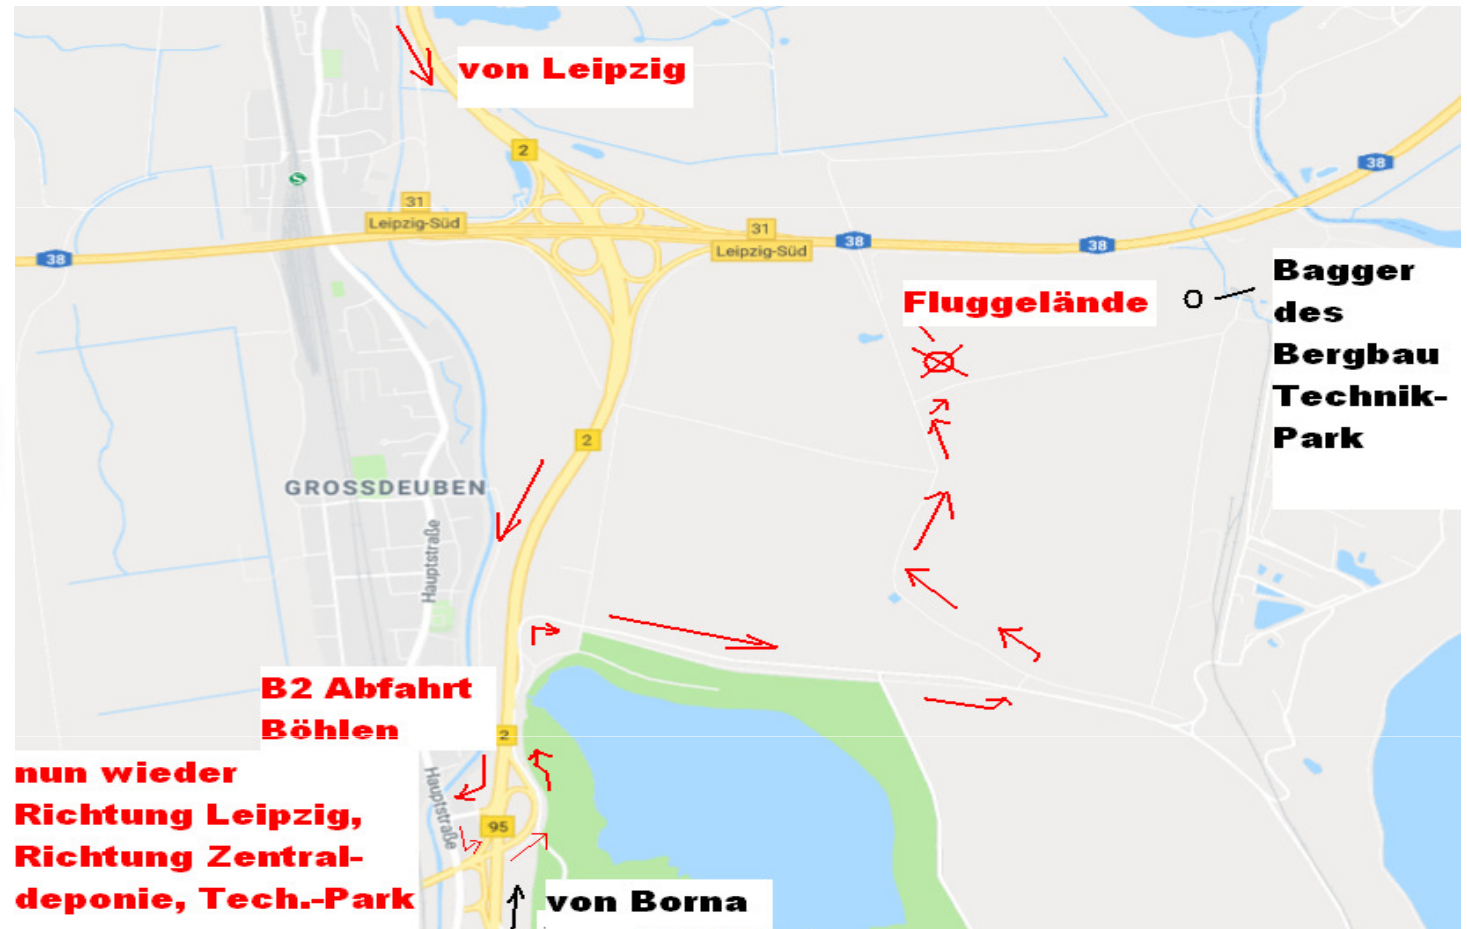 von Leipzig
2
31
Leipzig-Süd
31
Leipzig-Süd
38
38
38
38
S
Fluggelände
O
Bagger
des
Bergbau
Technik-
Park
2
GROSSDEUBEN
Hauptstraße
B2 Abfahrt
Böhlen
2
nun wieder
Richtung Leipzig,
Richtung Zentral-
deponie, Tech.-Park
Hauptstraße
95
von Borna